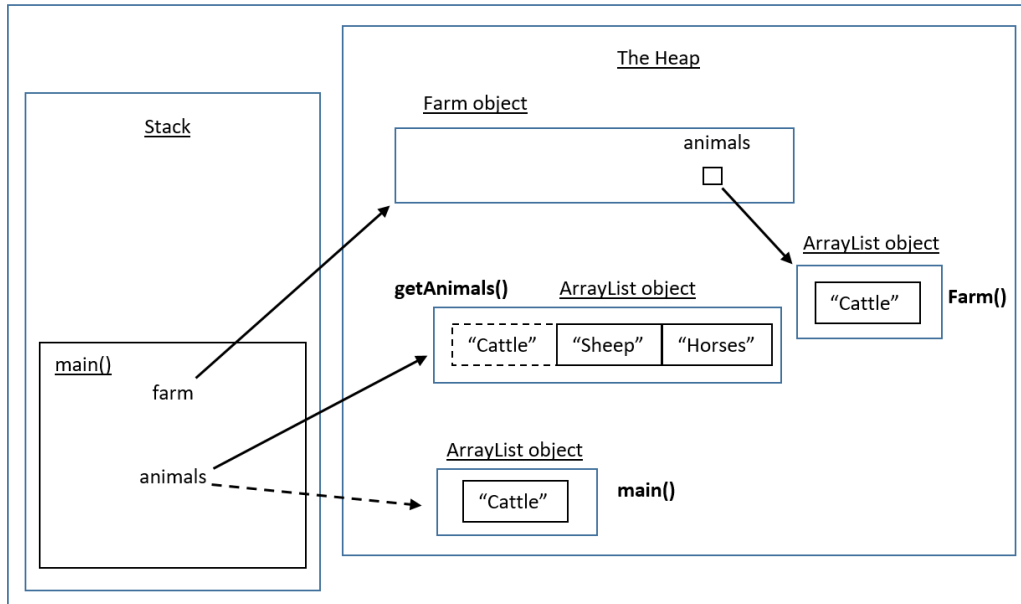 The Heap
Stack
Farm object
animals
ArrayList object
“Cattle”
Farm()
getAnimals()
ArrayList object
“Cattle”
“Sheep”
“Horses”
main()
farm
animals
ArrayList object
“Cattle”
main()